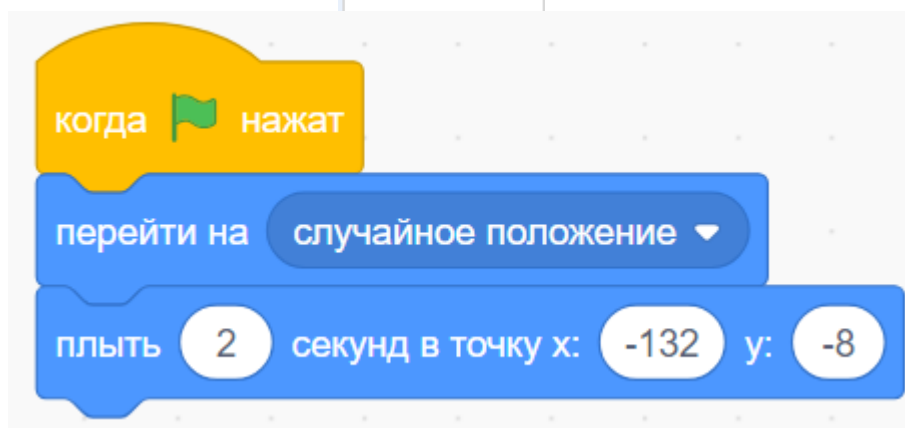 когда нажат
перейти на случайное положение
плыть 2 секунд в точку x: -132 y: -8